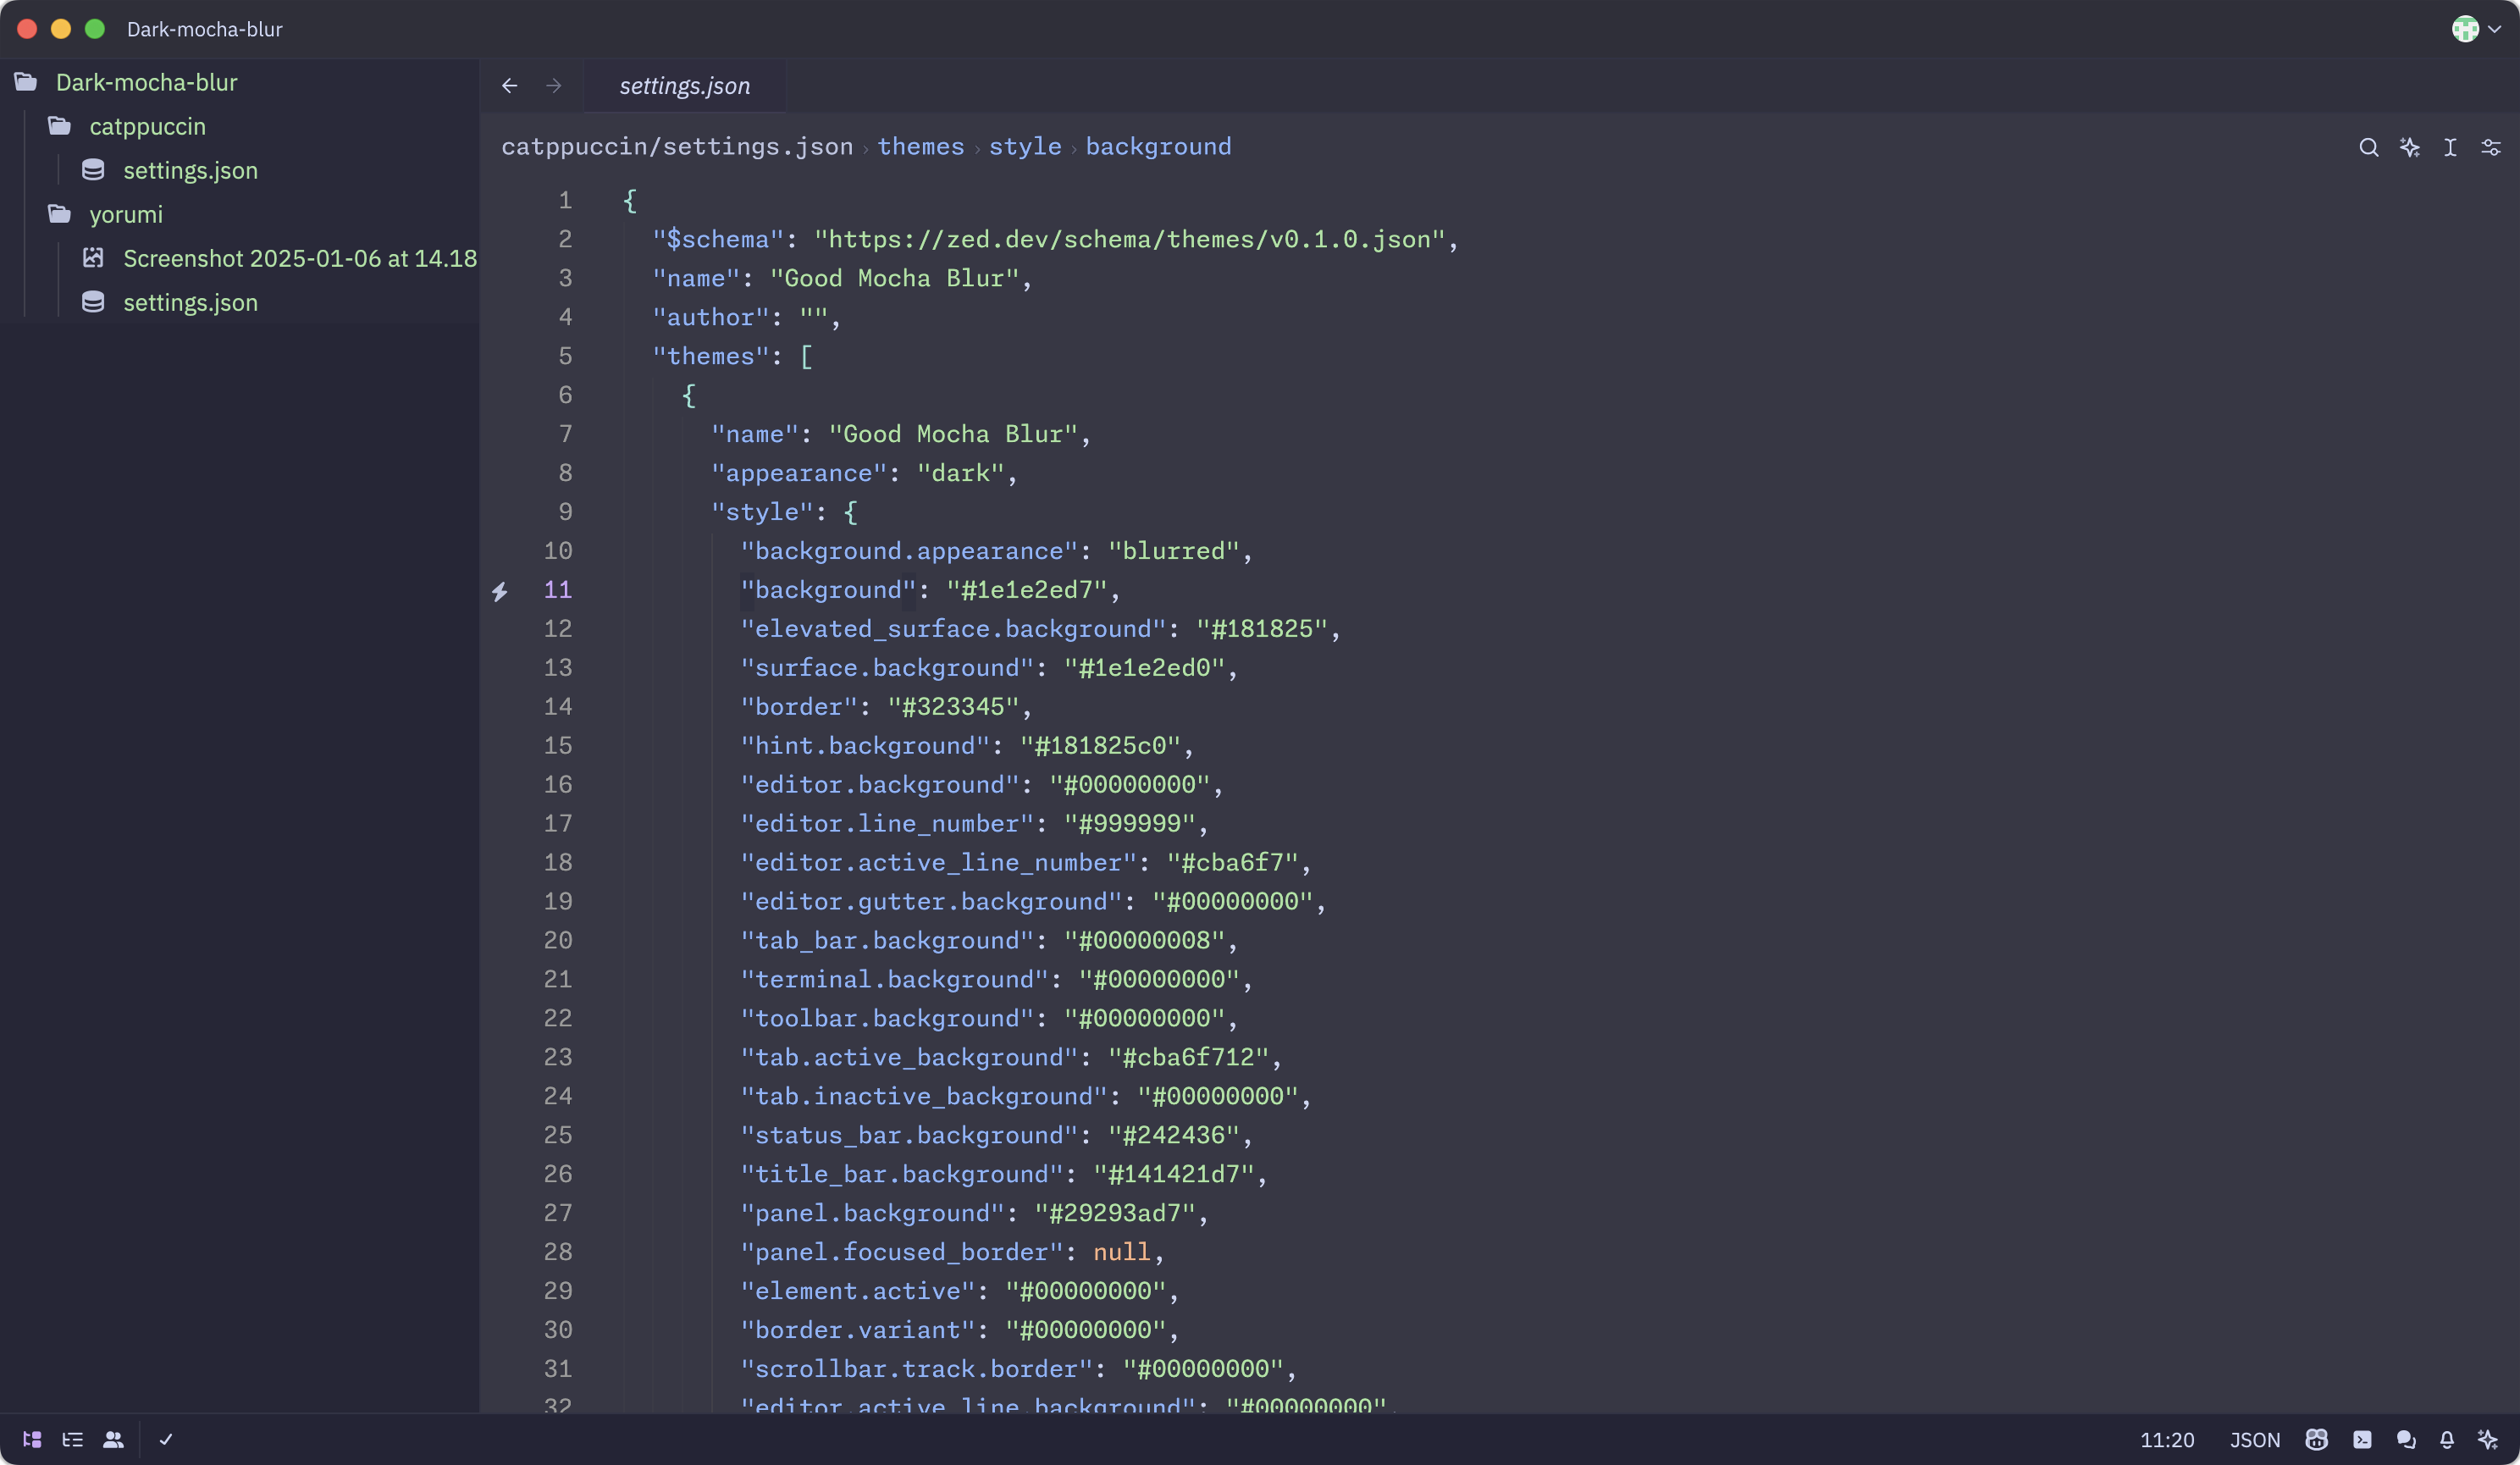 Dark-mocha-blur
Dark-mocha-blur
catppuccin
settings.json
yorumi
Screenshot 2025-01-06 at 14.18
settings.json
settings.json
catppuccin/settings.json › themes › style › background
1 {
2 "$schema": "https://zed.dev/schema/themes/v0.1.0.json",
3 "name": "Good Mocha Blur",
4 "author": "",
5 "themes": [
6 {
7 "name": "Good Mocha Blur",
8 "appearance": "dark",
9 "style": {
10 "background.appearance": "blurred",
11 "background": "#1e1e2ed7",
12 "elevated_surface.background": "#181825",
13 "surface.background": "#1e1e2ed0",
14 "border": "#323345",
15 "hint.background": "#181825c0",
16 "editor.background": "#00000000",
17 "editor.line_number": "#999999",
18 "editor.active_line_number": "#cba6f7",
19 "editor.gutter.background": "#00000000",
20 "tab_bar.background": "#00000008",
21 "terminal.background": "#00000000",
22 "toolbar.background": "#00000000",
23 "tab.active_background": "#cba6f712",
24 "tab.inactive_background": "#00000000",
25 "status_bar.background": "#242436",
26 "title_bar.background": "#141421d7",
27 "panel.background": "#29293ad7",
28 "panel.focused_border": null,
29 "element.active": "#00000000",
30 "border.variant": "#00000000",
31 "scrollbar.track.border": "#00000000",
32 "editor.active_line.background": "#00000000",
11:20 JSON